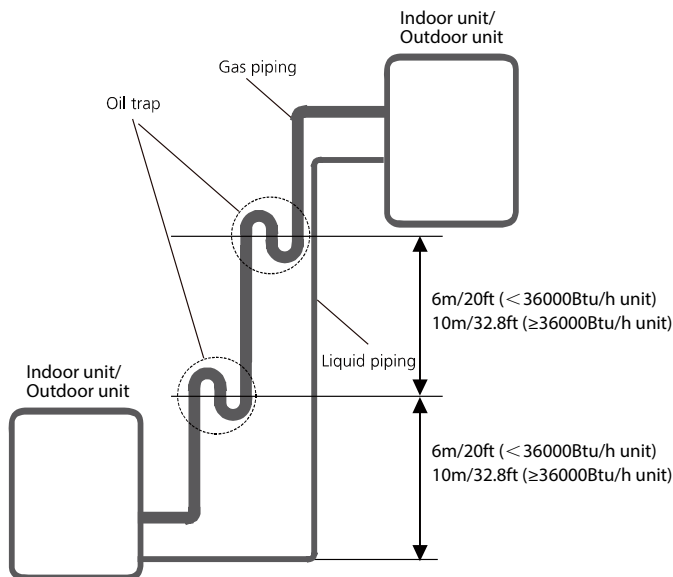 Indoor unit/
Outdoor unit
Gas piping
Oil trap
6m/20ft (<36000Btu/h unit)
10m/32.8ft (≥36000Btu/h unit)
Liquid piping
Indoor unit/
Outdoor unit
6m/20ft (<36000Btu/h unit)
10m/32.8ft (≥36000Btu/h unit)